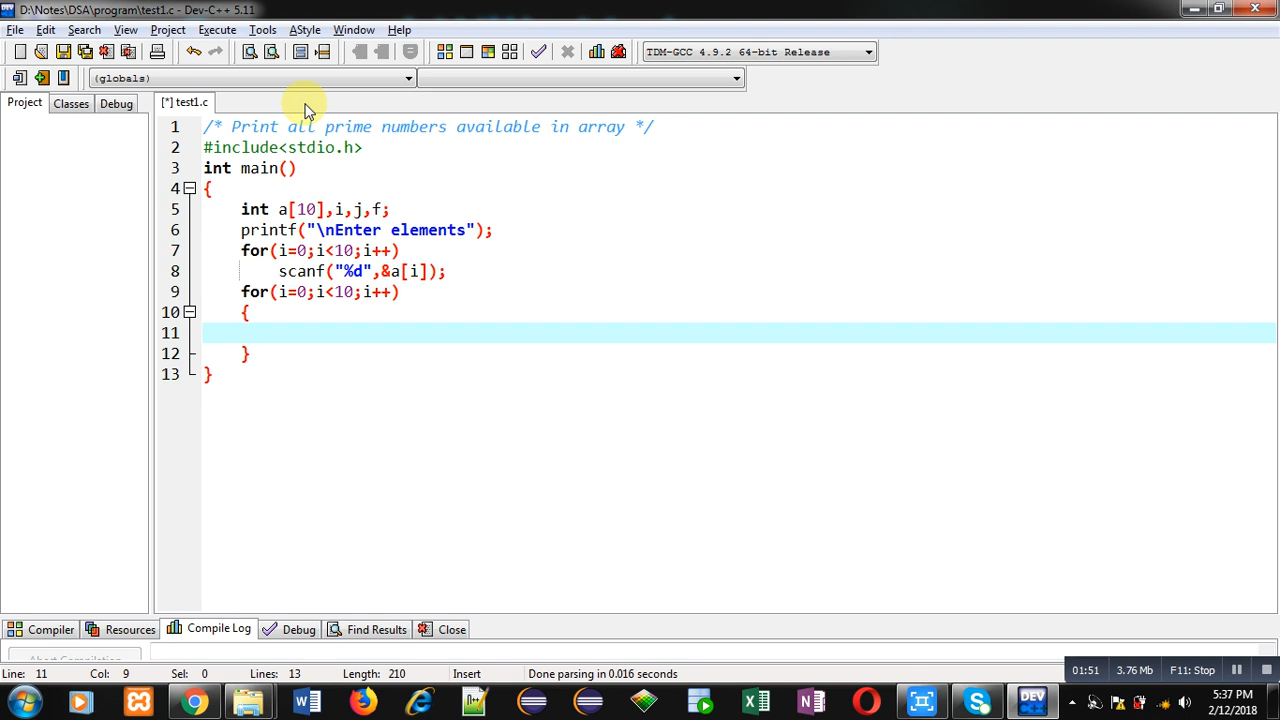 D:\Notes\DSA\program\test1.c - Dev-C++ 5.11
File Edit Search View Project Execute Tools AStyle Window Help
TDM-GCC 4.9.2 64-bit Release
(globals)
Project Classes Debug [*] test1.c
1 /* Print all prime numbers available in array */
2 #include<stdio.h>
3 int main()
4 {
5 int a[10],i,j,f;
6 printf("\nEnter elements");
7 for(i=0;i<10;i++)
8 scanf("%d",&a[i]);
9 for(i=0;i<10;i++)
10 {
11
12 }
13 }
Compiler Resources Compile Log Debug Find Results Close
Abort Compilation
Line: 11 Col: 9 Sel: 0 Lines: 13 Length: 210 Insert Done parsing in 0.016 seconds
01:51 3.76 Mb F11: Stop
DEV
5:37 PM
2/12/2018